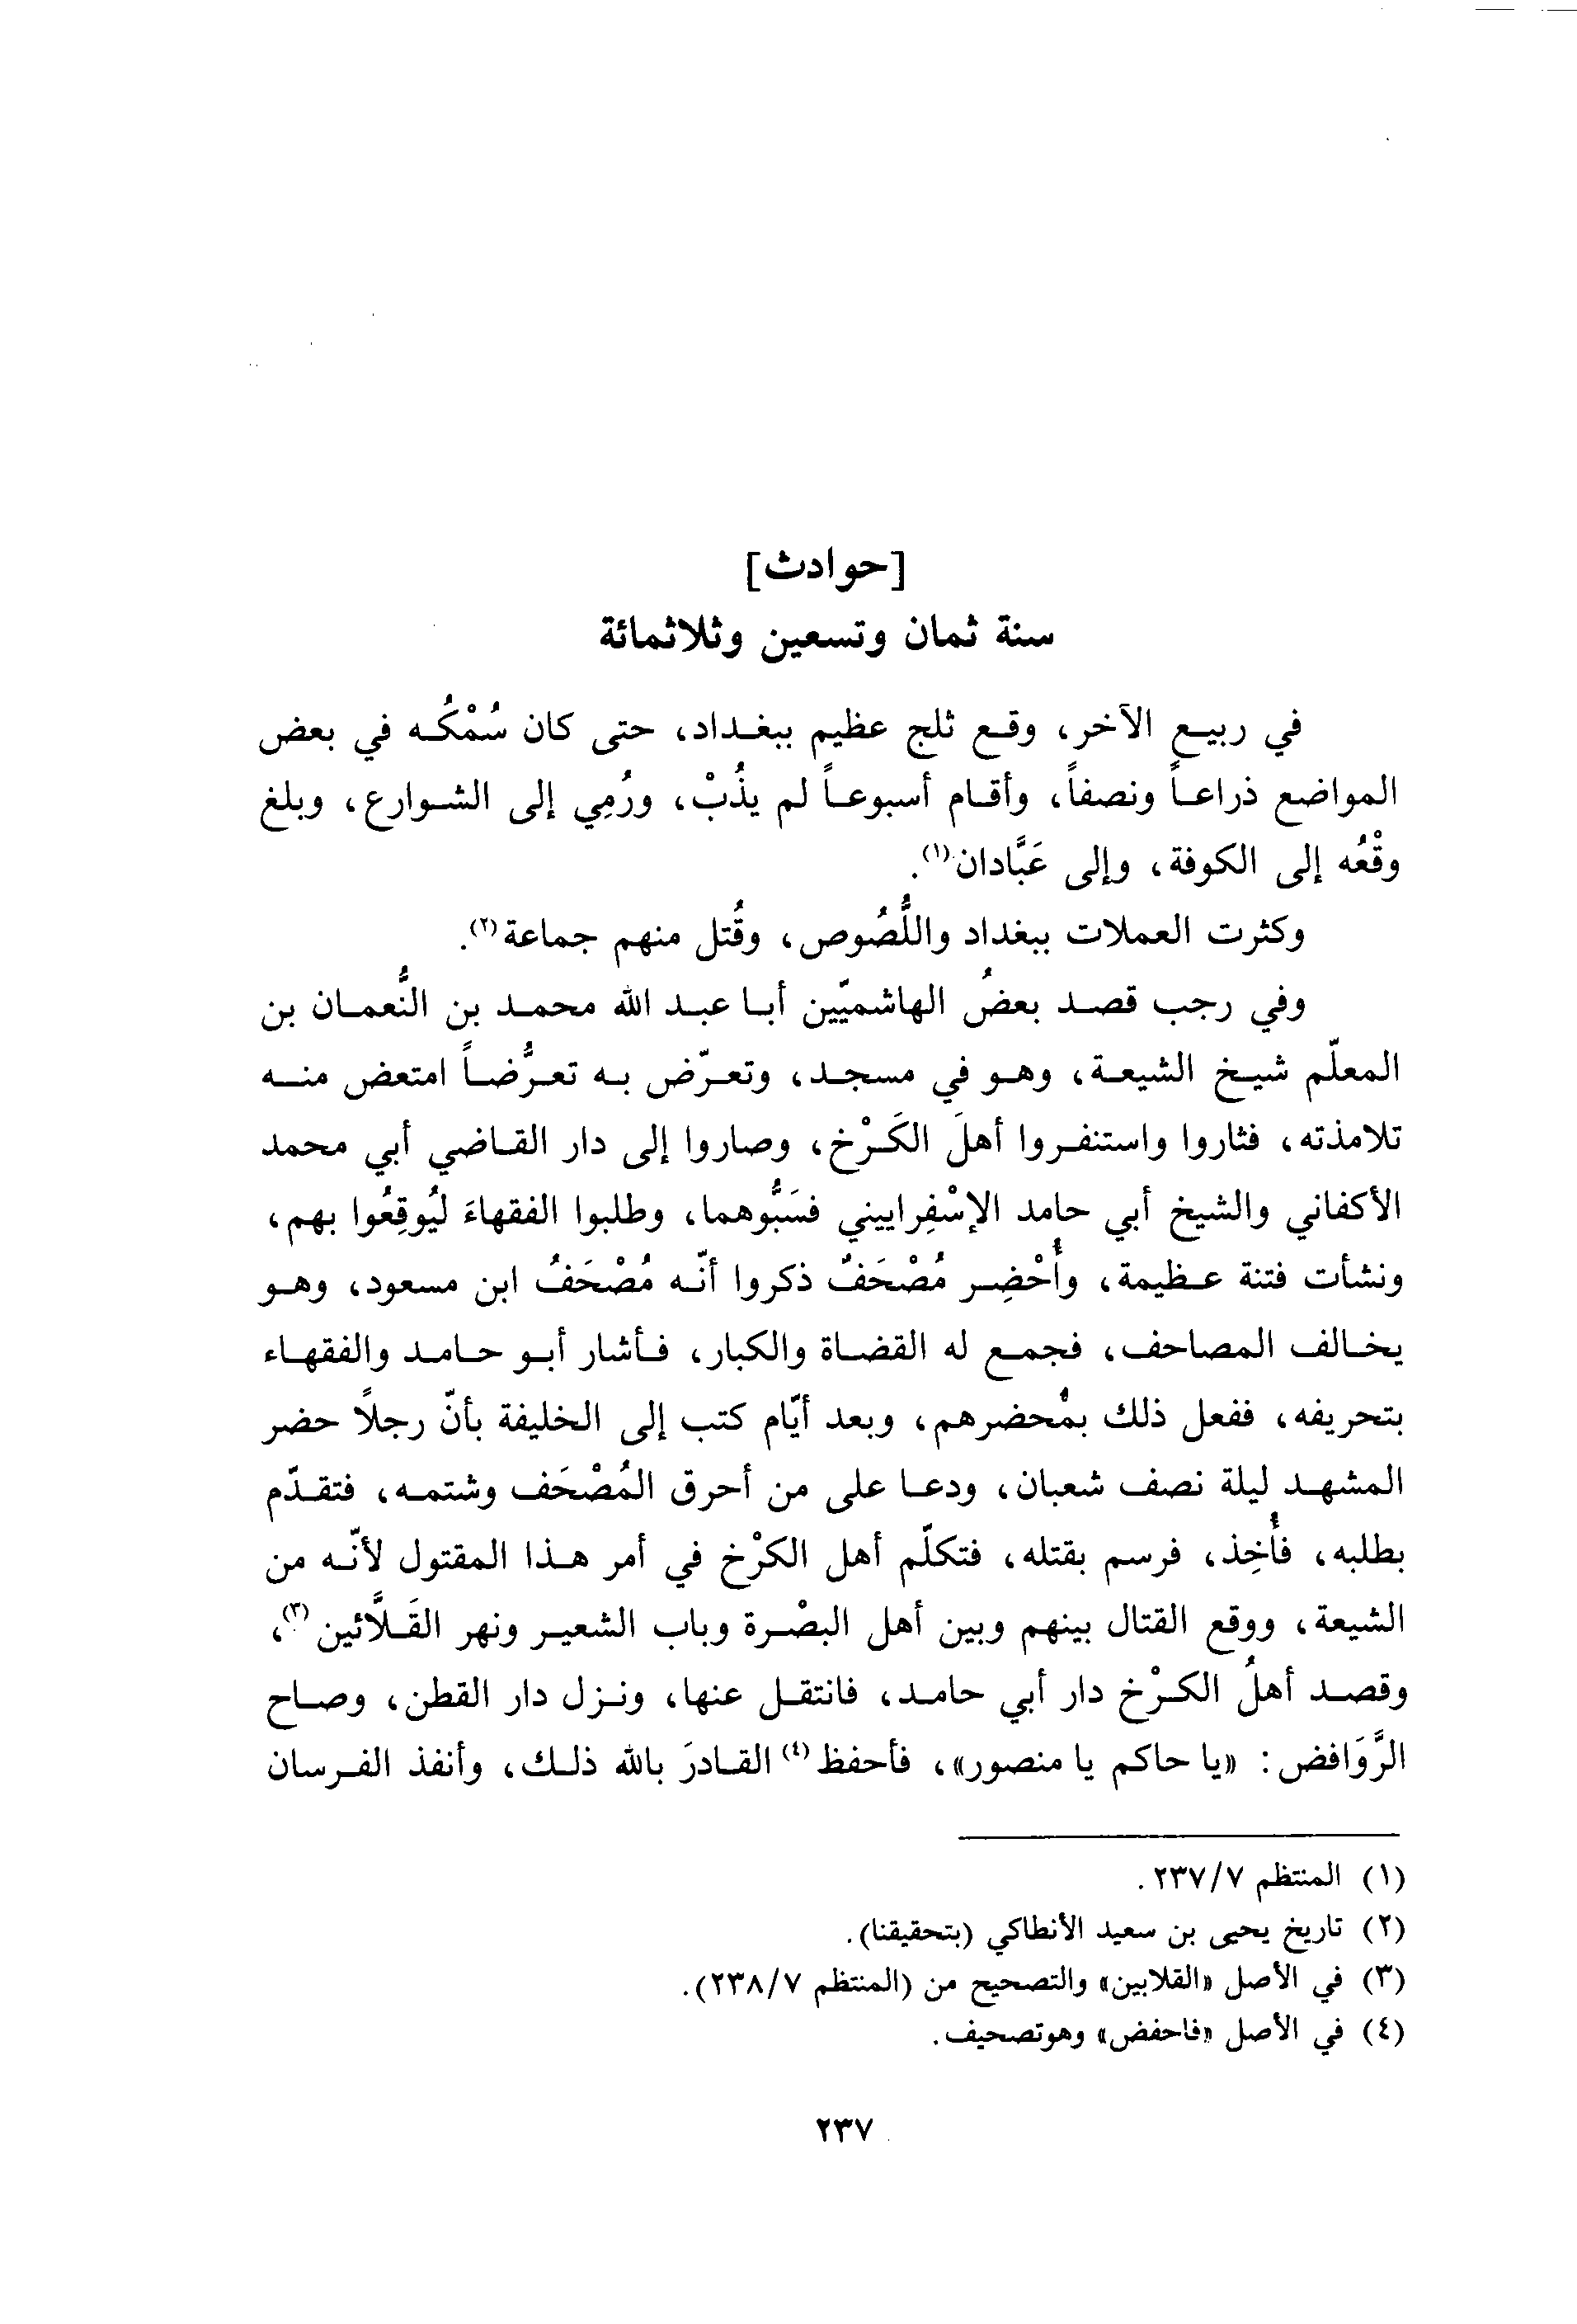 [حوادث]
سنة ثمان وتسعين وثلاثمائة
في ربيع الآخر، وقع ثلج عظيم ببغداد، حتى كان سُمْكُه في بعض
المواضع ذراعاً ونصفاً، وأقام أسبوعاً لم يذُبْ، ورُمِي إلى الشوارع، وبلغ
وقْعُه إلى الكوفة، وإلى عَبَّادان(١).
وكثرت العملات ببغداد واللُّصُوص، وقُتل منهم جماعة(٢).
وفي رجب قصد بعضُ الهاشميّين أبا عبد الله محمد بن النُّعمان بن
المعلّم شيخ الشيعة، وهو في مسجد، وتعرّض به تعرُّضاً امتعض منه
تلامذته، فثاروا واستنفروا أهلَ الكَرْخ، وصاروا إلى دار القاضي أبي محمد
الأكفاني والشيخ أبي حامد الإسْفِراييني فسَبُّوهما، وطلبوا الفقهاءَ ليُوقِعُوا بهم،
ونشأت فتنة عظيمة، وأُحْضِر مُصْحَفٌ ذكروا أنّه مُصْحَفُ ابن مسعود، وهو
يخالف المصاحف، فجمع له القضاة والكبار، فأشار أبو حامد والفقهاء
بتحريفه، ففعل ذلك بمُحضرهم، وبعد أيّام كتب إلى الخليفة بأنّ رجلاً حضر
المشهد ليلة نصف شعبان، ودعا على من أحرق المُصْحَف وشتمه، فتقدّم
بطلبه، فأُخِذ، فرسم بقتله، فتكلّم أهل الكرْخ في أمر هذا المقتول لأنّه من
الشيعة، ووقع القتال بينهم وبين أهل البصْرة وباب الشعير ونهر القَلَّائين(٣)،
وقصد أهلُ الكرْخ دار أبي حامد، فانتقل عنها، ونزل دار القطن، وصاح
الرَّوَافض: «يا حاكم يا منصور»، فأحفظ(٤) القادرَ بالله ذلك، وأنفذ الفرسان
(١) المنتظم ٢٣٧/٧.
(٢) تاريخ يحيى بن سعيد الأنطاكي (بتحقيقنا).
(٣) في الأصل «القلابين» والتصحيح من (المنتظم ٢٣٨/٧).
(٤) في الأصل «فاحفض» وهوتصحيف.
٢٣٧